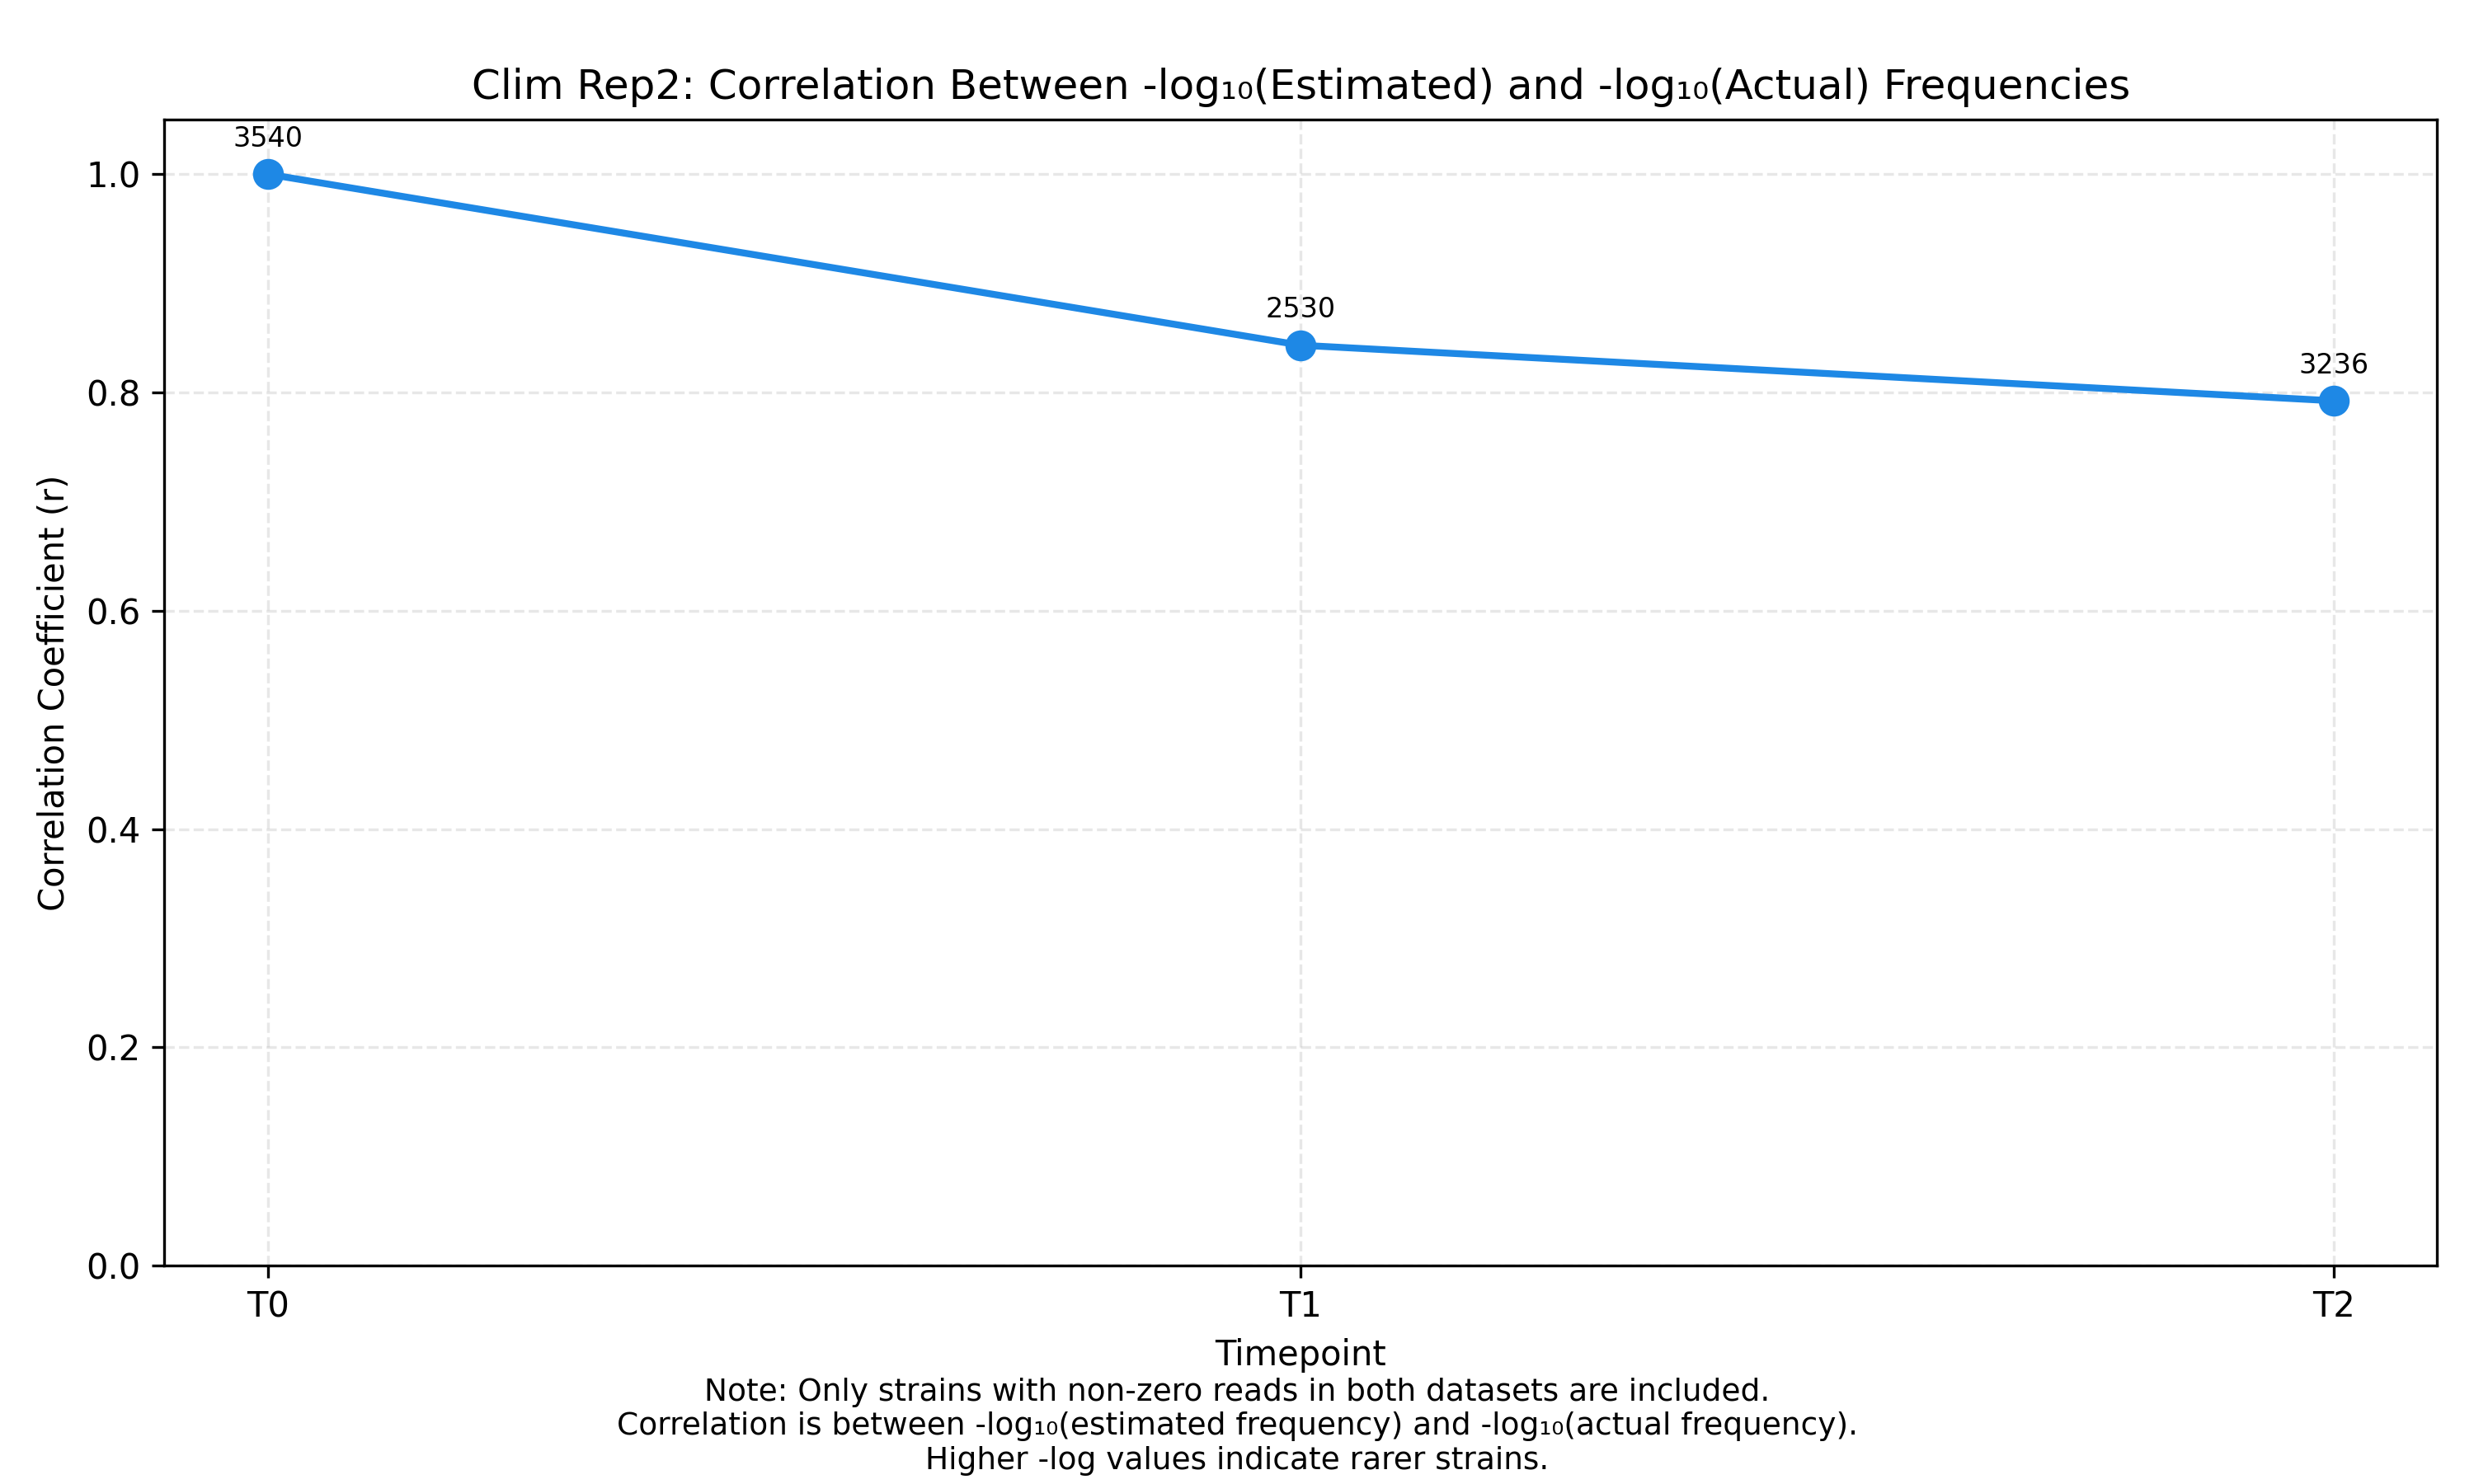 Clim Rep2: Correlation Between -log₁₀(Estimated) and -log₁₀(Actual) Frequencies
3540
2530
3236
1.0
0.8
0.6
0.4
0.2
0.0
Correlation Coefficient (r)
T0
T1
T2
Timepoint
Note: Only strains with non-zero reads in both datasets are included.
Correlation is between -log₁₀(estimated frequency) and -log₁₀(actual frequency).
Higher -log values indicate rarer strains.